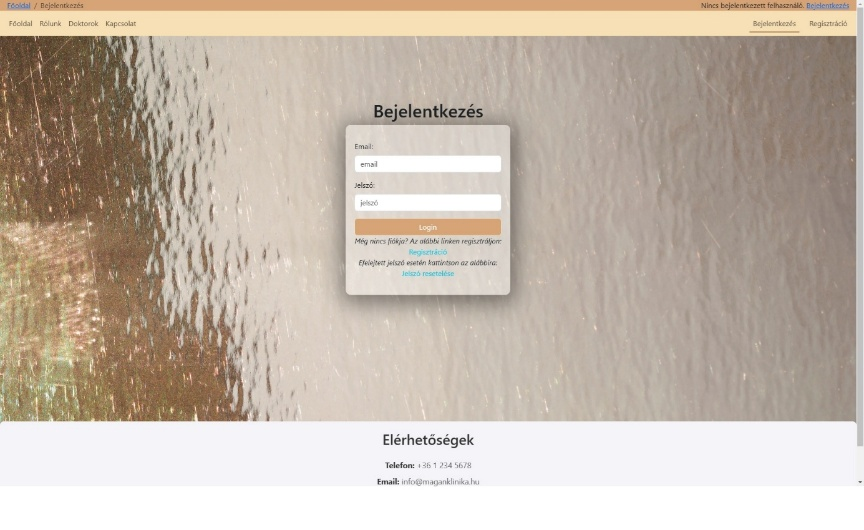 Főoldal / Bejelentkezés
Nincs bejelentkezett felhasználó. Bejelentkezés
Főoldal Rólunk Doktorok Kapcsolat
Bejelentkezés Regisztráció
Bejelentkezés
Email:
email
Jelszó:
jelszó
Login
Még nincs fiókja? Az alábbi linken regisztráljon:
Regisztráció
Elfelejtett jelszó esetén kattintson az alábbira:
Jelszó resetelése
Elérhetőségek
Telefon: +36 1 234 5678
Email: info@maganklinika.hu